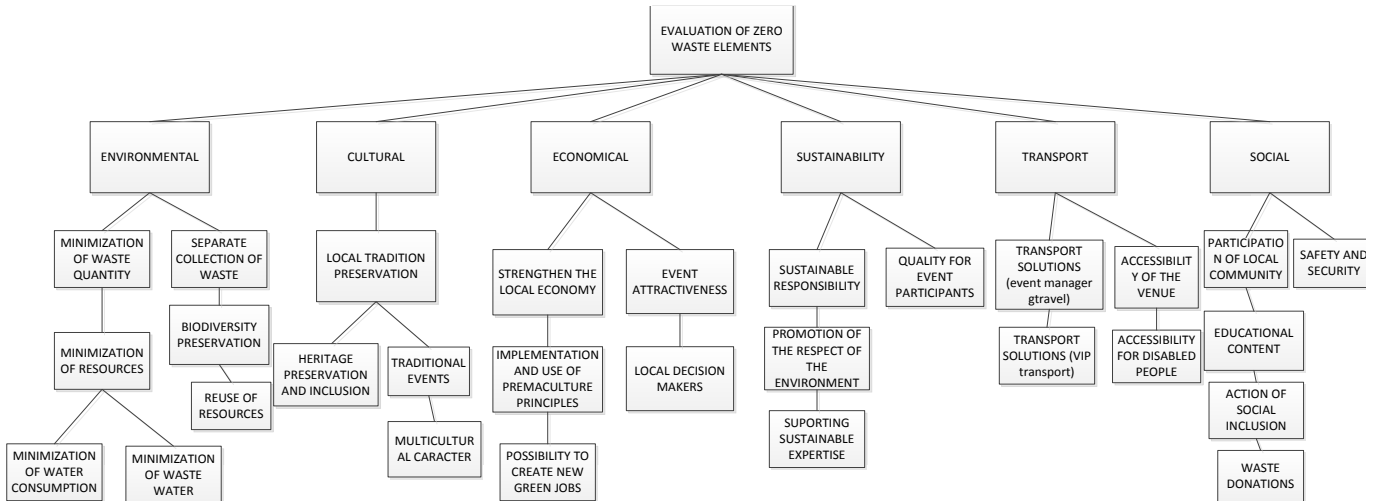 EVALUATION OF ZERO
WASTE ELEMENTS
ENVIRONMENTAL
CULTURAL
ECONOMICAL
SUSTAINABILITY
TRANSPORT
SOCIAL
MINIMIZATION
OF WASTE
QUANTITY
SEPARATE
COLLECTION OF
WASTE
LOCAL TRADITION
PRESERVATION
STRENGTHEN THE
LOCAL ECONOMY
EVENT
ATTRACTIVENESS
SUSTAINABLE
RESPONSIBILITY
QUALITY FOR
EVENT
PARTICIPANTS
TRANSPORT
SOLUTIONS
(event manager
gtravel)
ACCESSIBILIT
Y OF THE
VENUE
PARTICIPATIO
N OF LOCAL
COMMUNITY
SAFETY AND
SECURITY
MINIMIZATION
OF RESOURCES
BIODIVERSITY
PRESERVATION
REUSE OF
RESOURCES
HERITAGE
PRESERVATION
AND INCLUSION
TRADITIONAL
EVENTS
IMPLEMENTATION
AND USE OF
PREMACULTURE
PRINCIPLES
LOCAL DECISION
MAKERS
PROMOTION OF
THE RESPECT OF
THE
ENVIRONMENT
TRANSPORT
SOLUTIONS (VIP
transport)
ACCESSIBILITY
FOR DISABLED
PEOPLE
EDUCATIONAL
CONTENT
MINIMIZATION
OF WATER
CONSUMPTION
MINIMIZATION
OF WASTE
WATER
MULTICULTUR
AL CARACTER
POSSIBILITY TO
CREATE NEW
GREEN JOBS
SUPORTING
SUSTAINABLE
EXPERTISE
ACTION OF
SOCIAL
INCLUSION
WASTE
DONATIONS